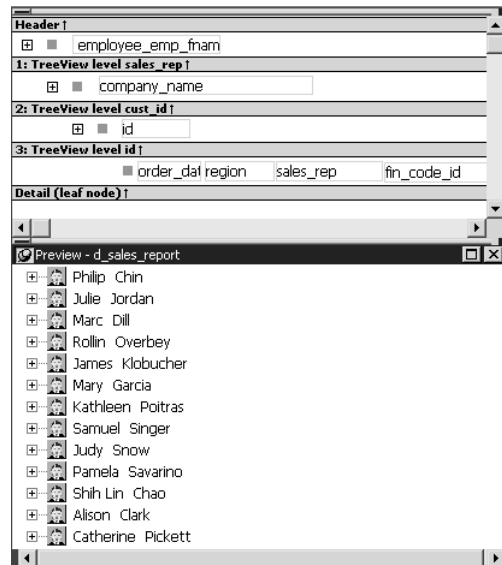 Header ↑
employee_emp_fnam
1: TreeView level sales_rep ↑
company_name
2: TreeView level cust_id ↑
id
3: TreeView level id ↑
order_dat region sales_rep fin_code_id
Detail (leaf node) ↑
Preview - d_sales_report
Philip Chin
Julie Jordan
Marc Dill
Rollin Overbey
James Klobucher
Mary Garcia
Kathleen Poitras
Samuel Singer
Judy Snow
Pamela Savarino
Shih Lin Chao
Alison Clark
Catherine Pickett